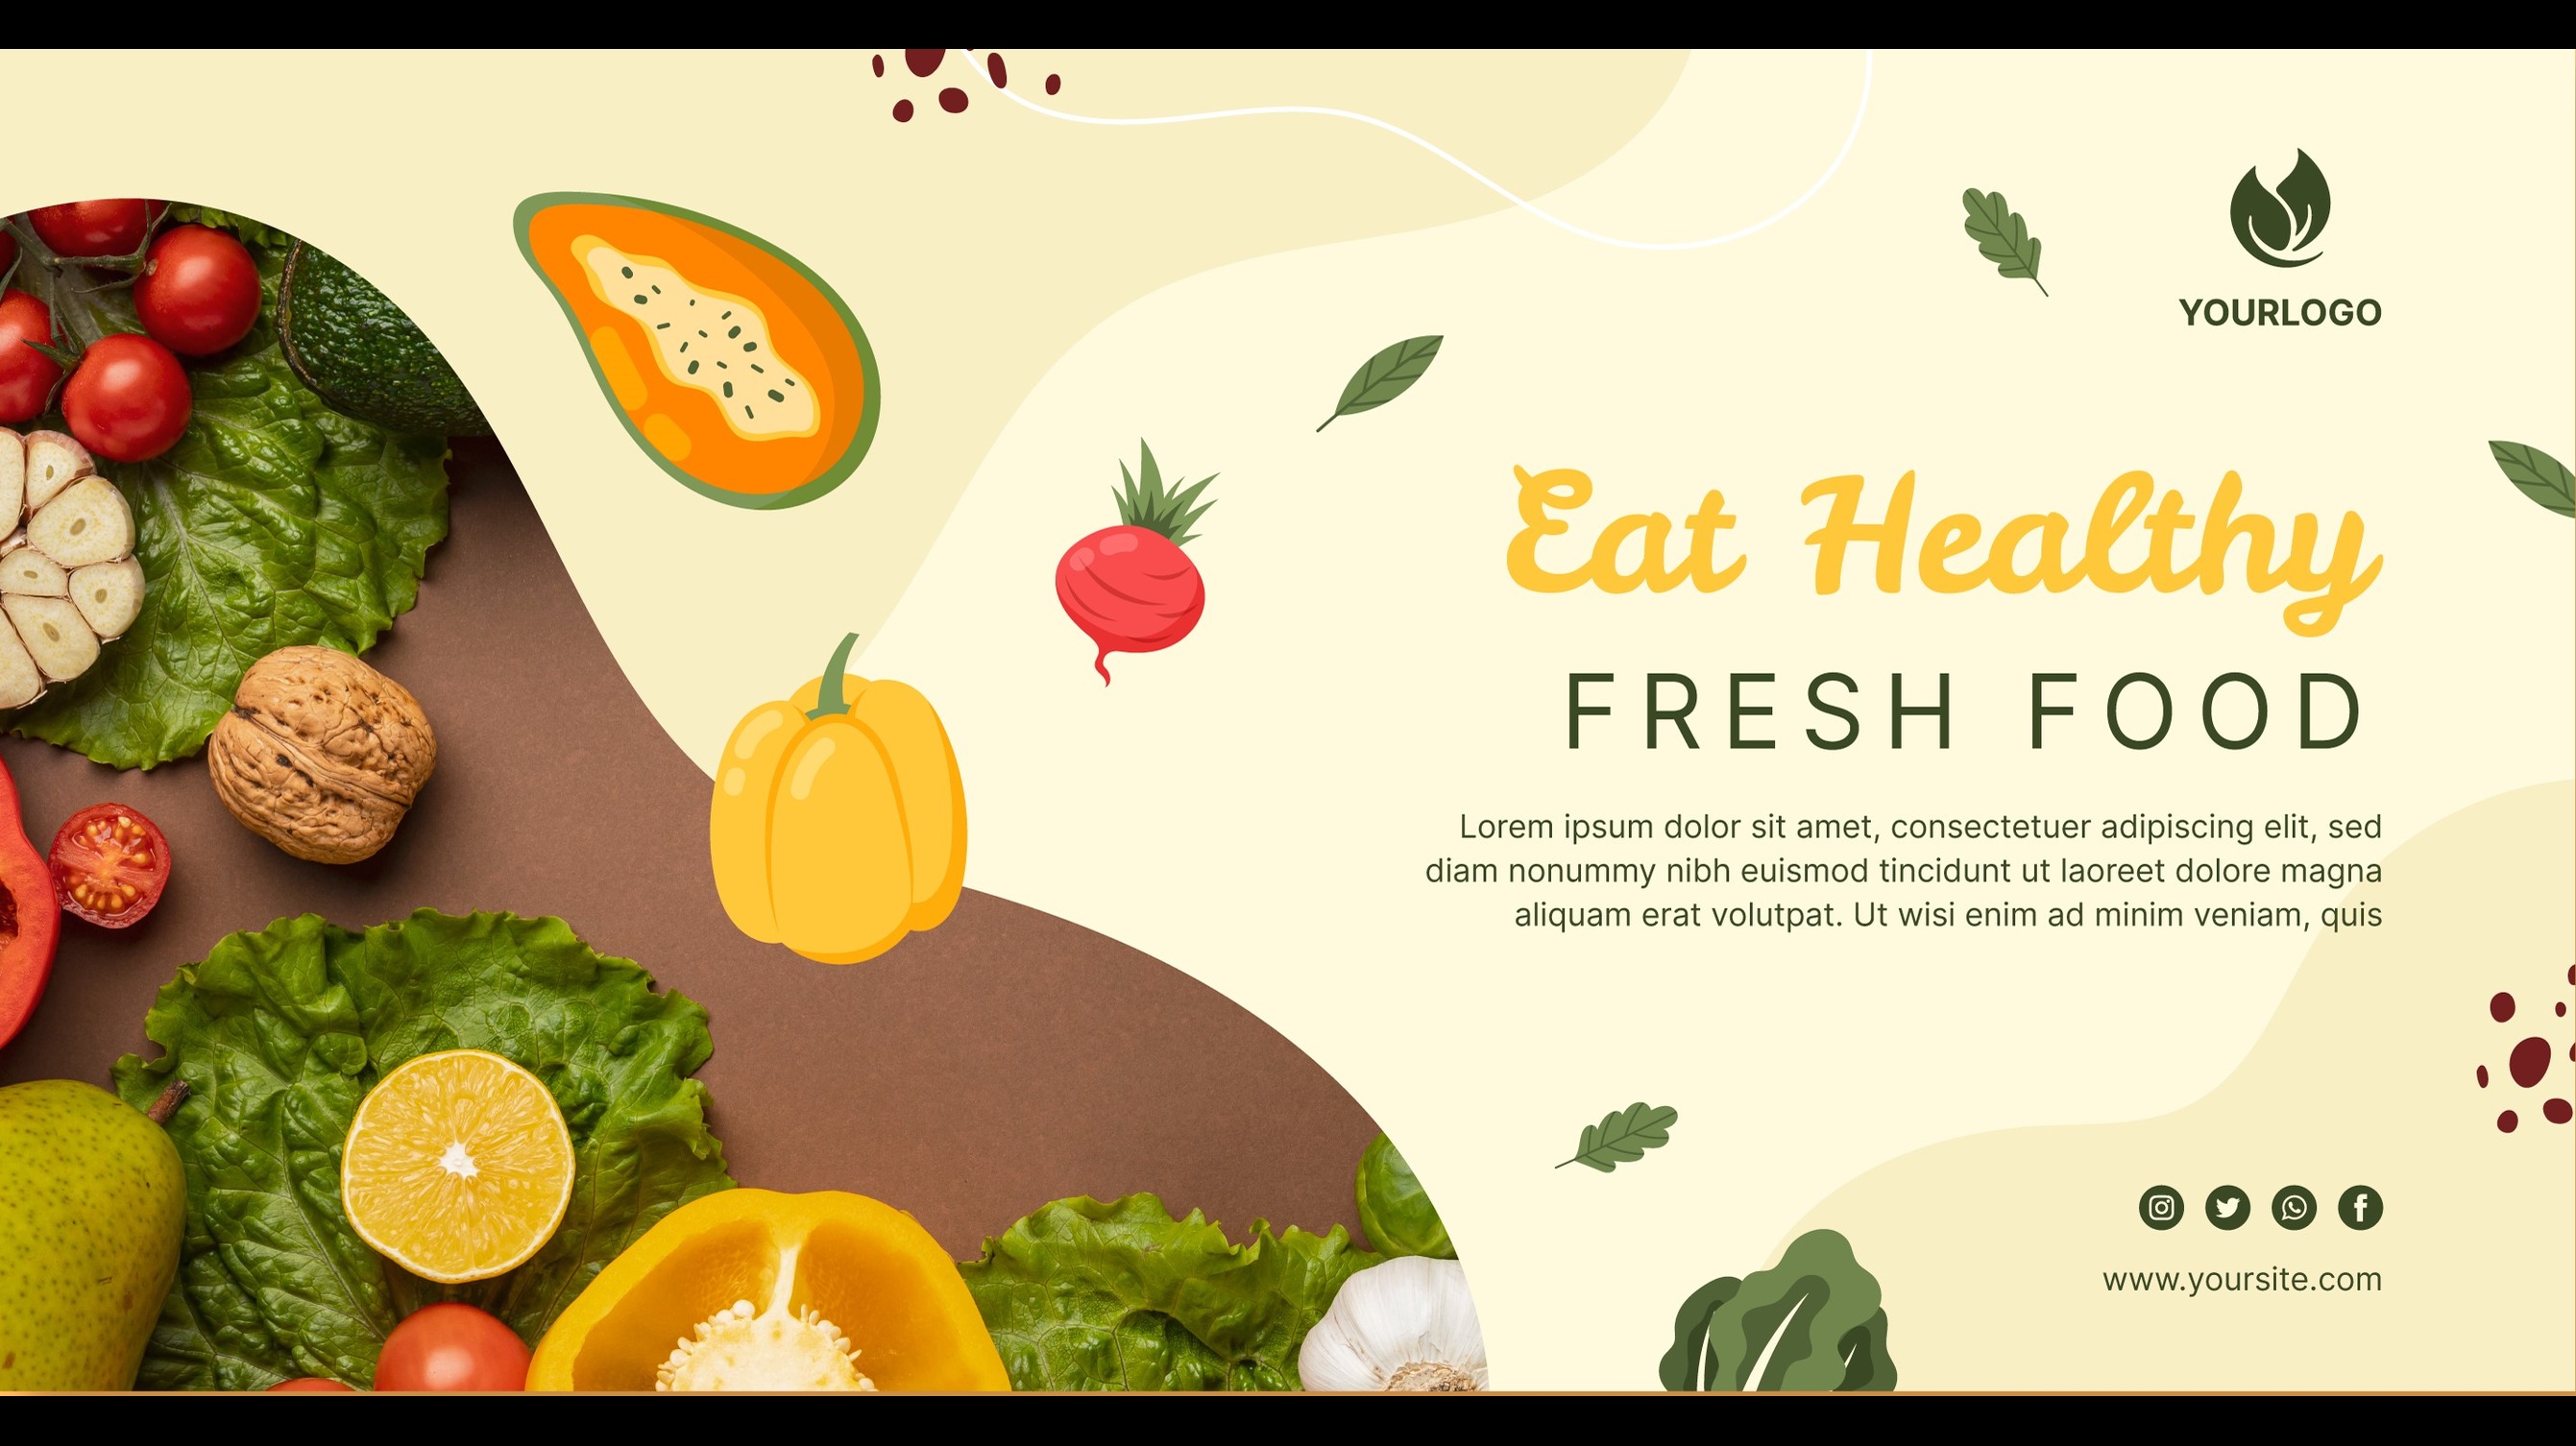 YOURLOGO
Eat Healthy
FRESH FOOD
Lorem ipsum dolor sit amet, consectetuer adipiscing elit, sed
diam nonummy nibh euismod tincidunt ut laoreet dolore magna
aliquam erat volutpat. Ut wisi enim ad minim veniam, quis
www.yoursite.com